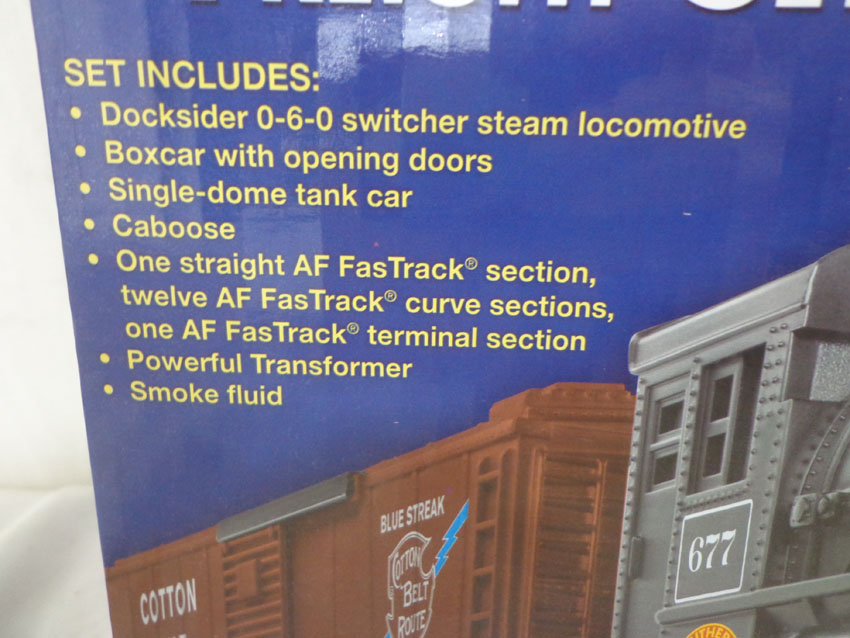 SET INCLUDES:
• Docksider 0-6-0 switcher steam locomotive
• Boxcar with opening doors
• Single-dome tank car
• Caboose
• One straight AF FasTrack® section,
twelve AF FasTrack® curve sections,
one AF FasTrack® terminal section
• Powerful Transformer
• Smoke fluid
BLUE STREAK
COTTON
BELT
ROUTE
COTTON
677